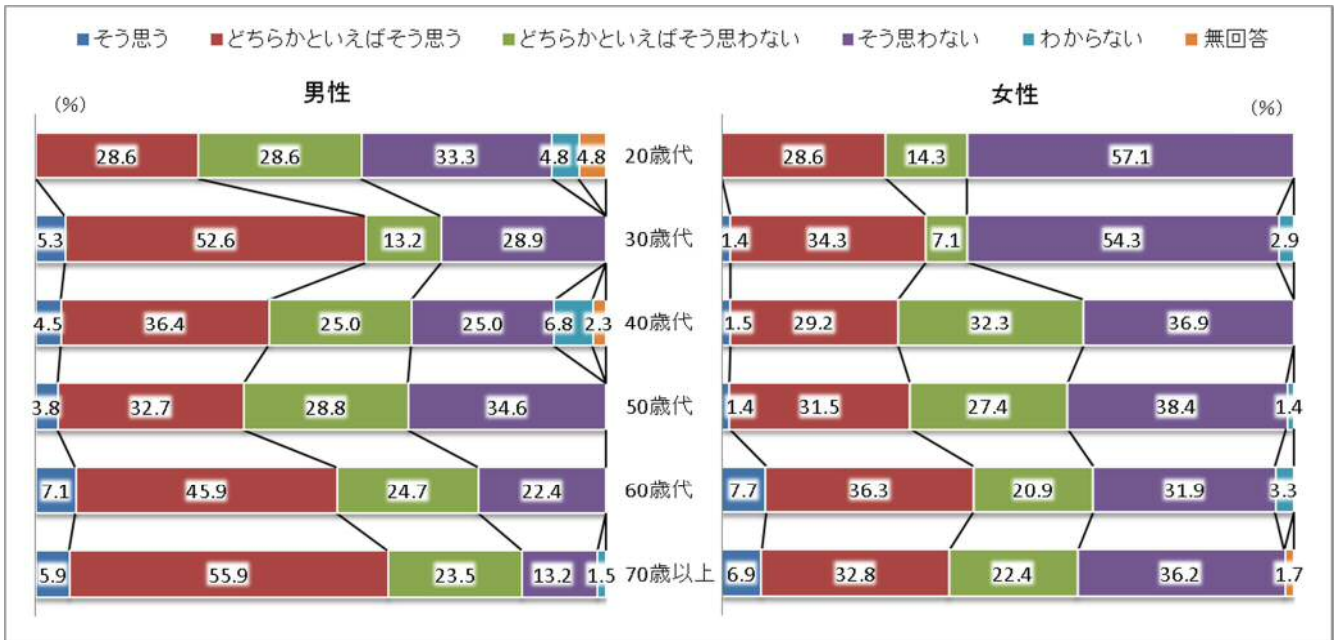 そう思う どちらかといえばそう思う どちらかといえばそう思わない そう思わない わからない 無回答
男性 女性
(%) (%)
28.6 28.6 33.3 4.8 4.8 20歳代 28.6 14.3 57.1
5.3 52.6 13.2 28.9 30歳代 1.4 34.3 7.1 54.3 2.9
4.5 36.4 25.0 25.0 6.8 2.3 40歳代 1.5 29.2 32.3 36.9
3.8 32.7 28.8 34.6 50歳代 1.4 31.5 27.4 38.4 1.4
7.1 45.9 24.7 22.4 60歳代 7.7 36.3 20.9 31.9 3.3
5.9 55.9 23.5 13.2 1.5 70歳以上 6.9 32.8 22.4 36.2 1.7